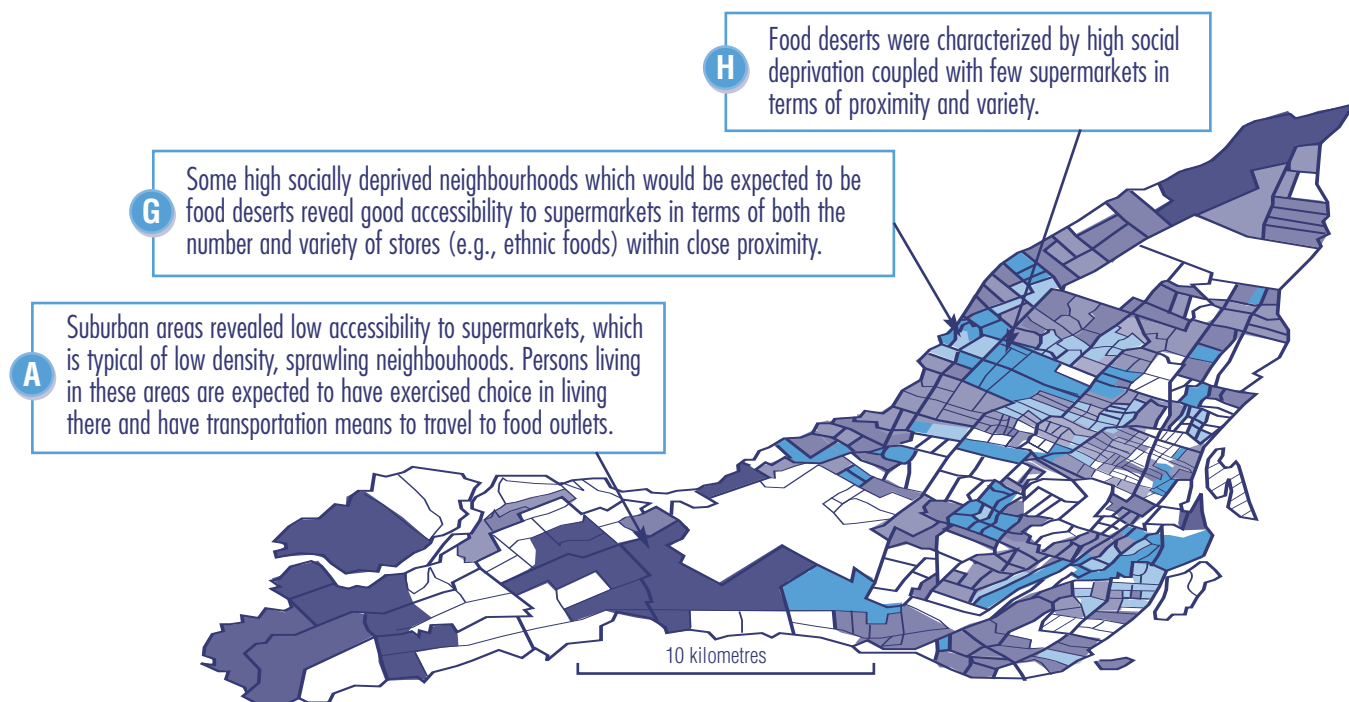 H
Food deserts were characterized by high social
deprivation coupled with few supermarkets in
terms of proximity and variety.
G
Some high socially deprived neighbourhoods which would be expected to be
food deserts reveal good accessibility to supermarkets in terms of both the
number and variety of stores (e.g., ethnic foods) within close proximity.
A
Suburban areas revealed low accessibility to supermarkets, which
is typical of low density, sprawling neighbouhoods. Persons living
in these areas are expected to have exercised choice in living
there and have transportation means to travel to food outlets.
10 kilometres